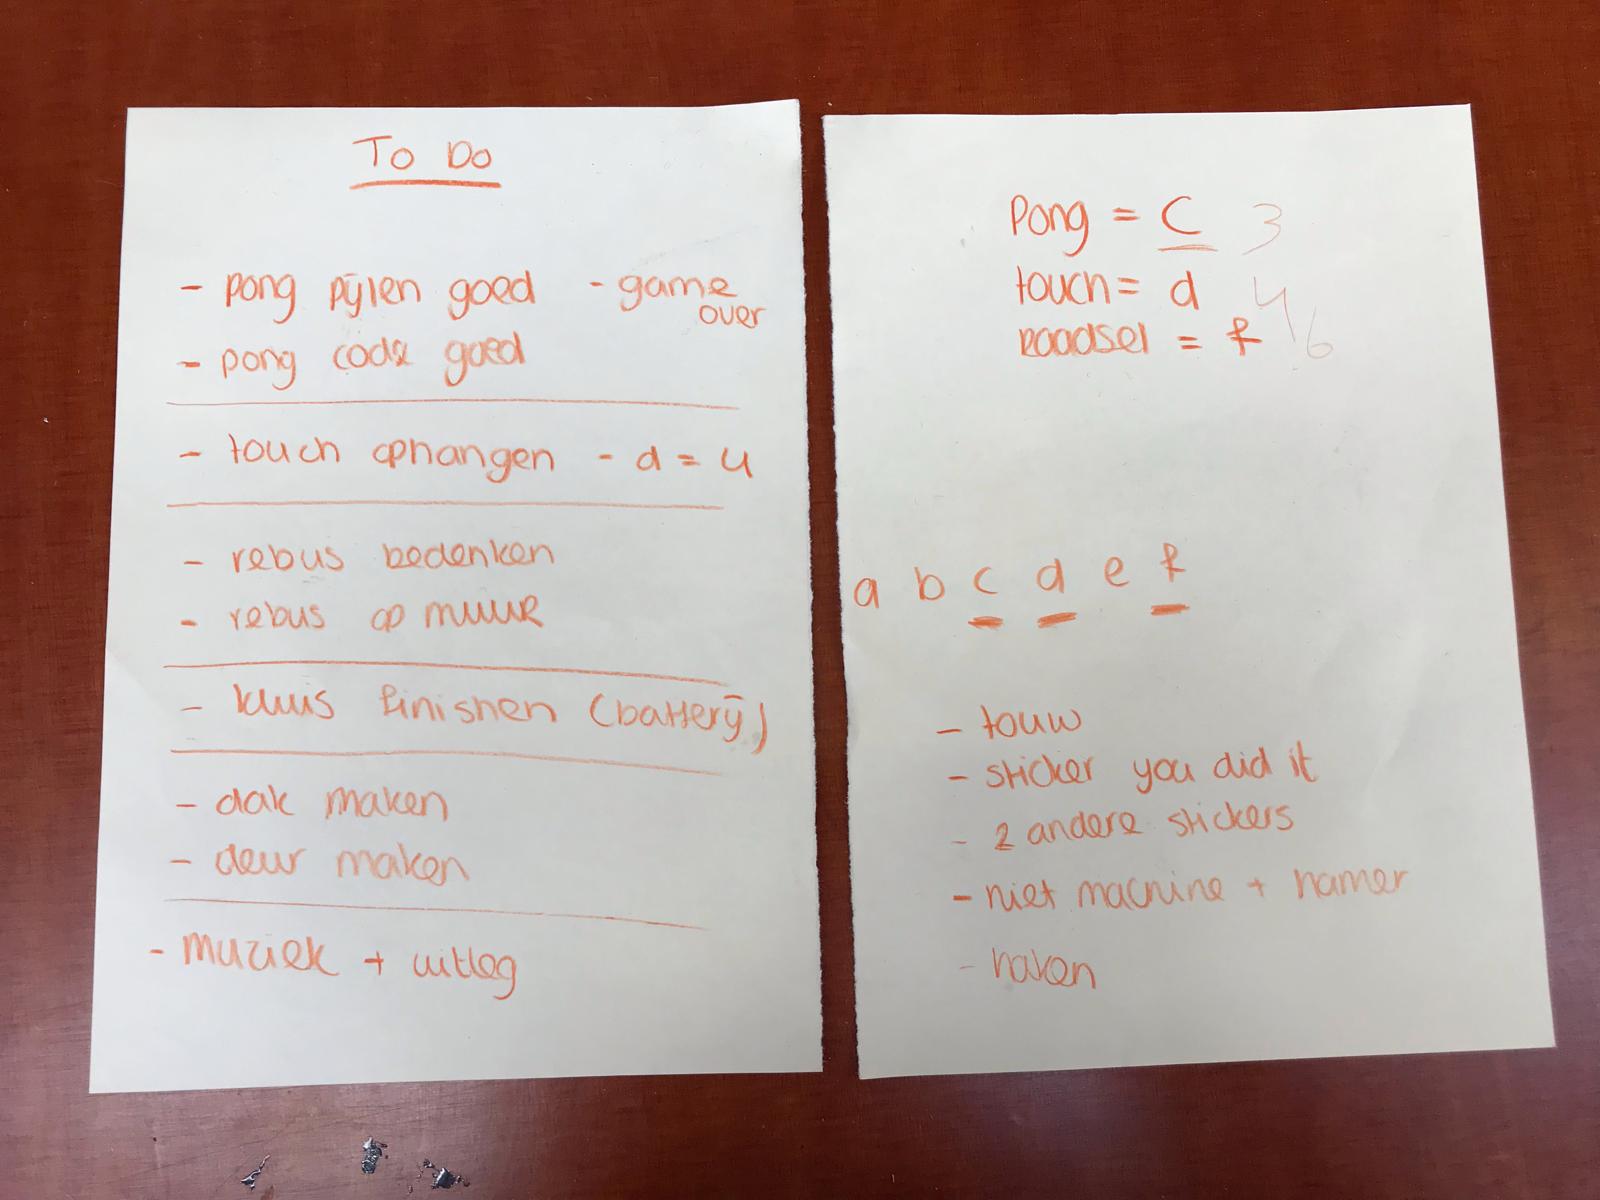 To Do
- pong pijlen goed - game over
- pong code goed
- touch ophangen - d = 4
- rebus bedenken
- rebus op muur
- kluis finishen (batterij)
- dak maken
- deur maken
- muziek + uitleg
Pong = C 3
touch = d 4
raadsel = f 6
a b c d e f
- touw
- sticker you did it
- 2 andere stickers
- niet machine + hamer
- haken